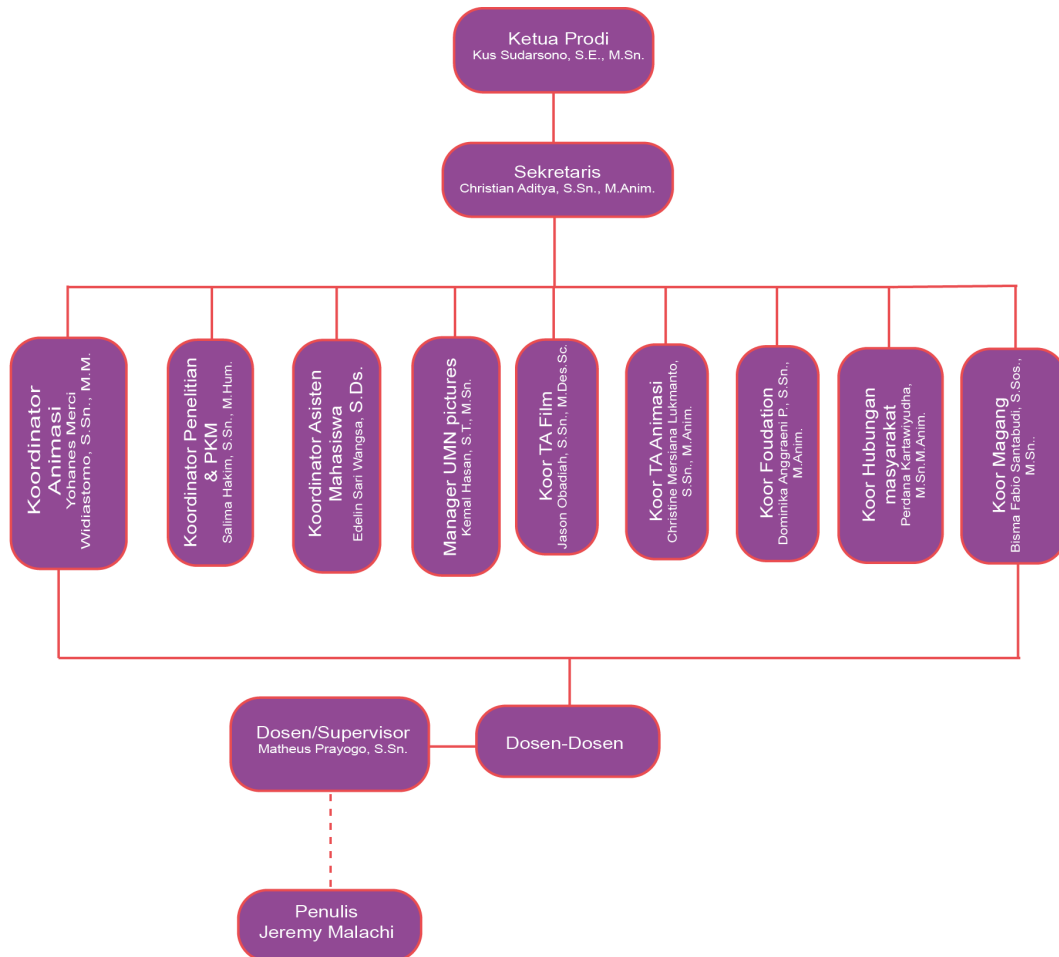 Ketua Prodi
Kus Sudarsono, S.E., M.Sn.
Sekretaris
Christian Aditya, S.Sn., M.Anim.
Koordinator
Animasi
Yohanes Merci
Widiastomo, S.Sn., M.M.
Koordinator Penelitian
& PKM
Salima Hakim, S.Sn., M.Hum.
Koordinator Asisten
Mahasiswa
Edelin Sari Wangsa, S.Ds.
Manager UMN pictures
Kemal Hasan, S.T., M.Sn.
Koor TA Film
Jason Obadiah, S.Sn., M.Des.Sc.
Koor TA Animasi
Christine Mersiana Lukmanto,
S.Sn., M.Anim.
Koor Foudation
Dominika Anggraeni P., S.Sn.,
M.Anim.
Koor Hubungan
masyarakat
Perdana Kartawiyudha,
M.Sn.M.Anim.
Koor Magang
Bisma Fabio Santabudi, S.Sos.,
M.Sn..
Dosen/Supervisor
Matheus Prayogo, S.Sn.
Dosen-Dosen
Penulis
Jeremy Malachi